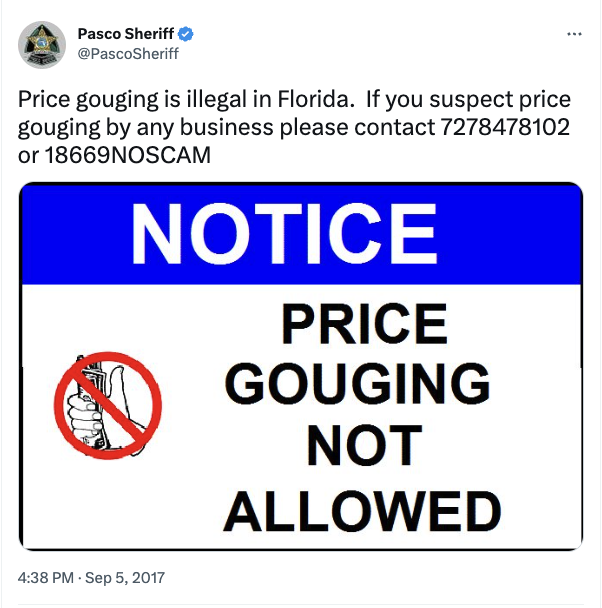 Pasco Sheriff
@PascoSheriff
Price gouging is illegal in Florida.  If you suspect price
gouging by any business please contact 7278478102
or 18669NOSCAM
NOTICE
PRICE
GOUGING
NOT
ALLOWED
4:38 PM · Sep 5, 2017